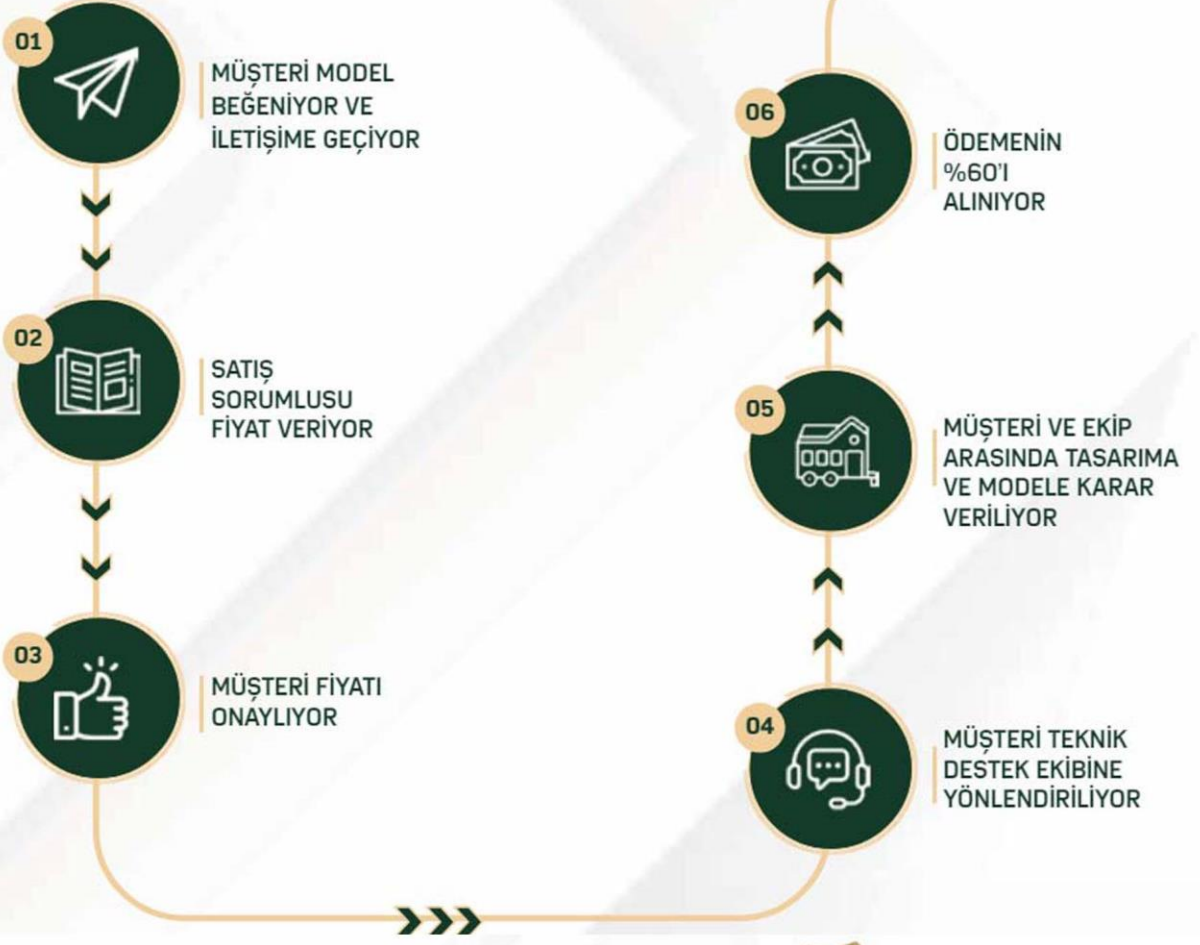 01
MÜŞTERİ MODEL
BEĞENİYOR VE
İLETİŞİME GEÇİYOR
02
SATIŞ
SORUMLUSU
FİYAT VERİYOR
03
MÜŞTERİ FİYATI
ONAYLIYOR
04
MÜŞTERİ TEKNİK
DESTEK EKİBİNE
YÖNLENDİRİLİYOR
05
MÜŞTERİ VE EKİP
ARASINDA TASARIMA
VE MODELE KARAR
VERİLİYOR
06
ÖDEMENİN
%60'I
ALINIYOR